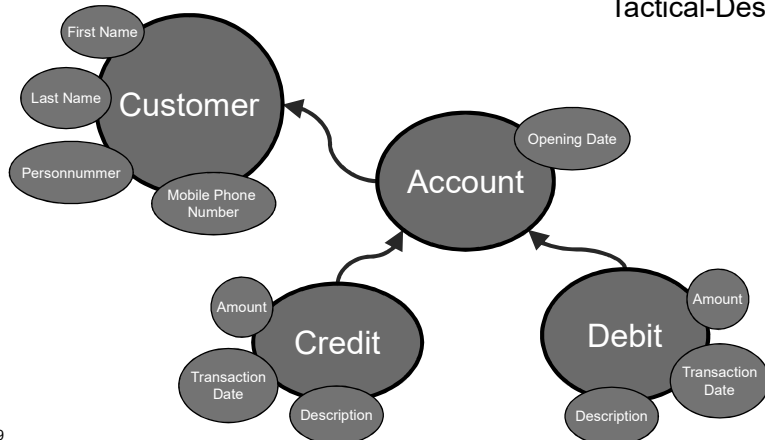 Tactical-Des
First Name
Last Name
Customer
Personnummer
Mobile Phone
Number
Opening Date
Account
Amount
Credit
Transaction
Date
Description
Amount
Debit
Transaction
Date
Description
9